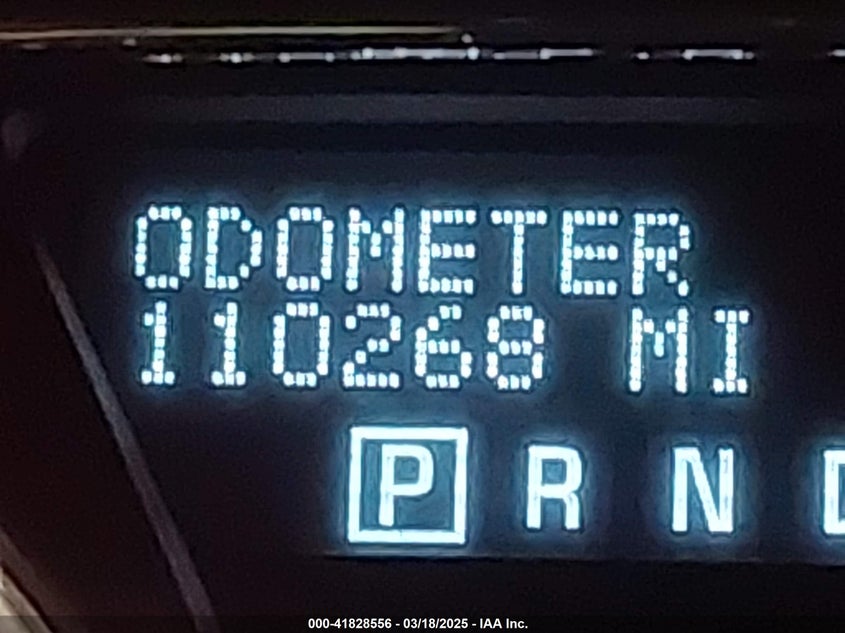 ODOMETER
110268 MI
P R N D
000-41828556 - 03/18/2025 - IAA Inc.